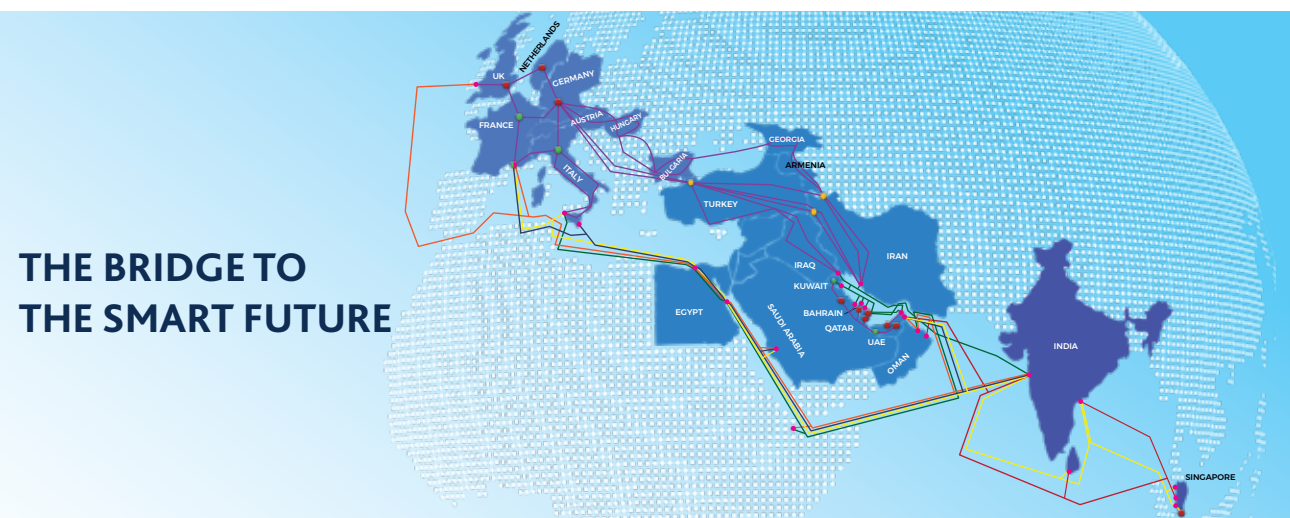 THE BRIDGE TO
THE SMART FUTURE
NETHERLANDS
UK
GERMANY
FRANCE
AUSTRIA
HUNGARY
ITALY
BULGARIA
GEORGIA
ARMENIA
TURKEY
IRAQ
IRAN
KUWAIT
EGYPT
SAUDI ARABIA
BAHRAIN
QATAR
UAE
OMAN
INDIA
SINGAPORE